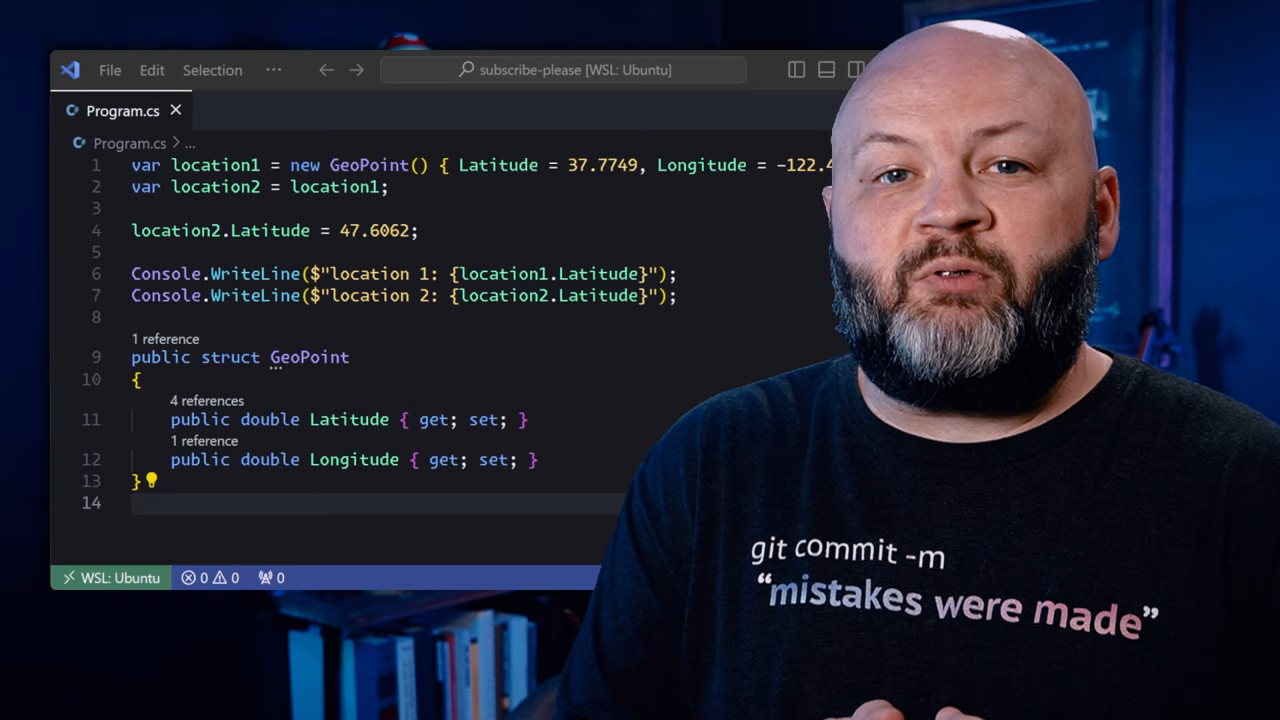 File Edit Selection ··· ← → subscribe-please [WSL: Ubuntu]
Program.cs ×
Program.cs > ...
1 var location1 = new GeoPoint() { Latitude = 37.7749, Longitude = -122.4
2 var location2 = location1;
3
4 location2.Latitude = 47.6062;
5
6 Console.WriteLine($"location 1: {location1.Latitude}");
7 Console.WriteLine($"location 2: {location2.Latitude}");
8
1 reference
9 public struct GeoPoint
10 {
4 references
11 public double Latitude { get; set; }
1 reference
12 public double Longitude { get; set; }
13 }
14
WSL: Ubuntu 0 0 0
git commit -m
“mistakes were made”